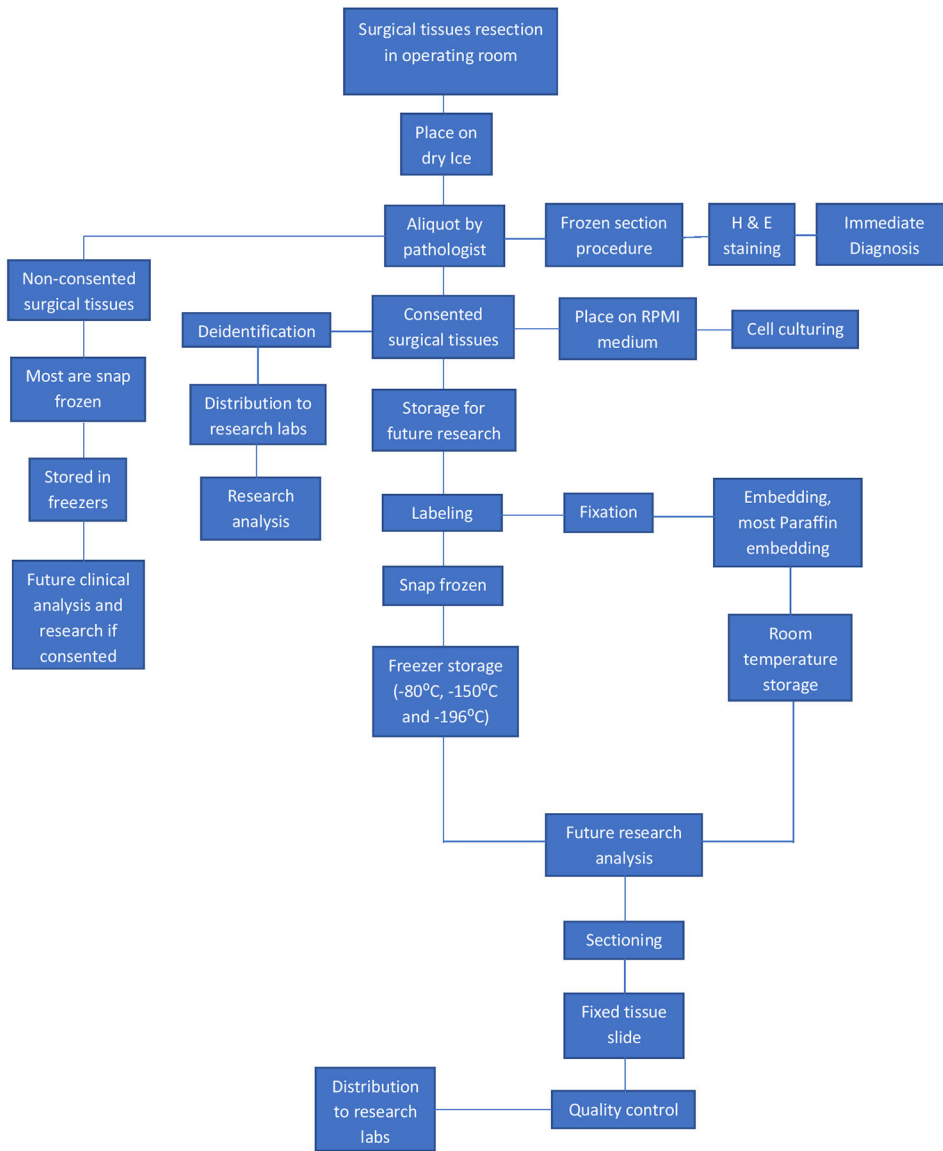 Surgical tissues resection
in operating room
Place on
dry Ice
Aliquot by
pathologist
Frozen section
procedure
H & E
staining
Immediate
Diagnosis
Non-consented
surgical tissues
Deidentification
Consented
surgical tissues
Place on RPMI
medium
Cell culturing
Most are snap
frozen
Distribution to
research labs
Storage for
future research
Stored in
freezers
Research
analysis
Labeling
Fixation
Embedding,
most Paraffin
embedding
Future clinical
analysis and
research if
consented
Snap frozen
Freezer storage
(-80⁰C, -150⁰C
and -196⁰C)
Room
temperature
storage
Future research
analysis
Sectioning
Fixed tissue
slide
Distribution
to research
labs
Quality control